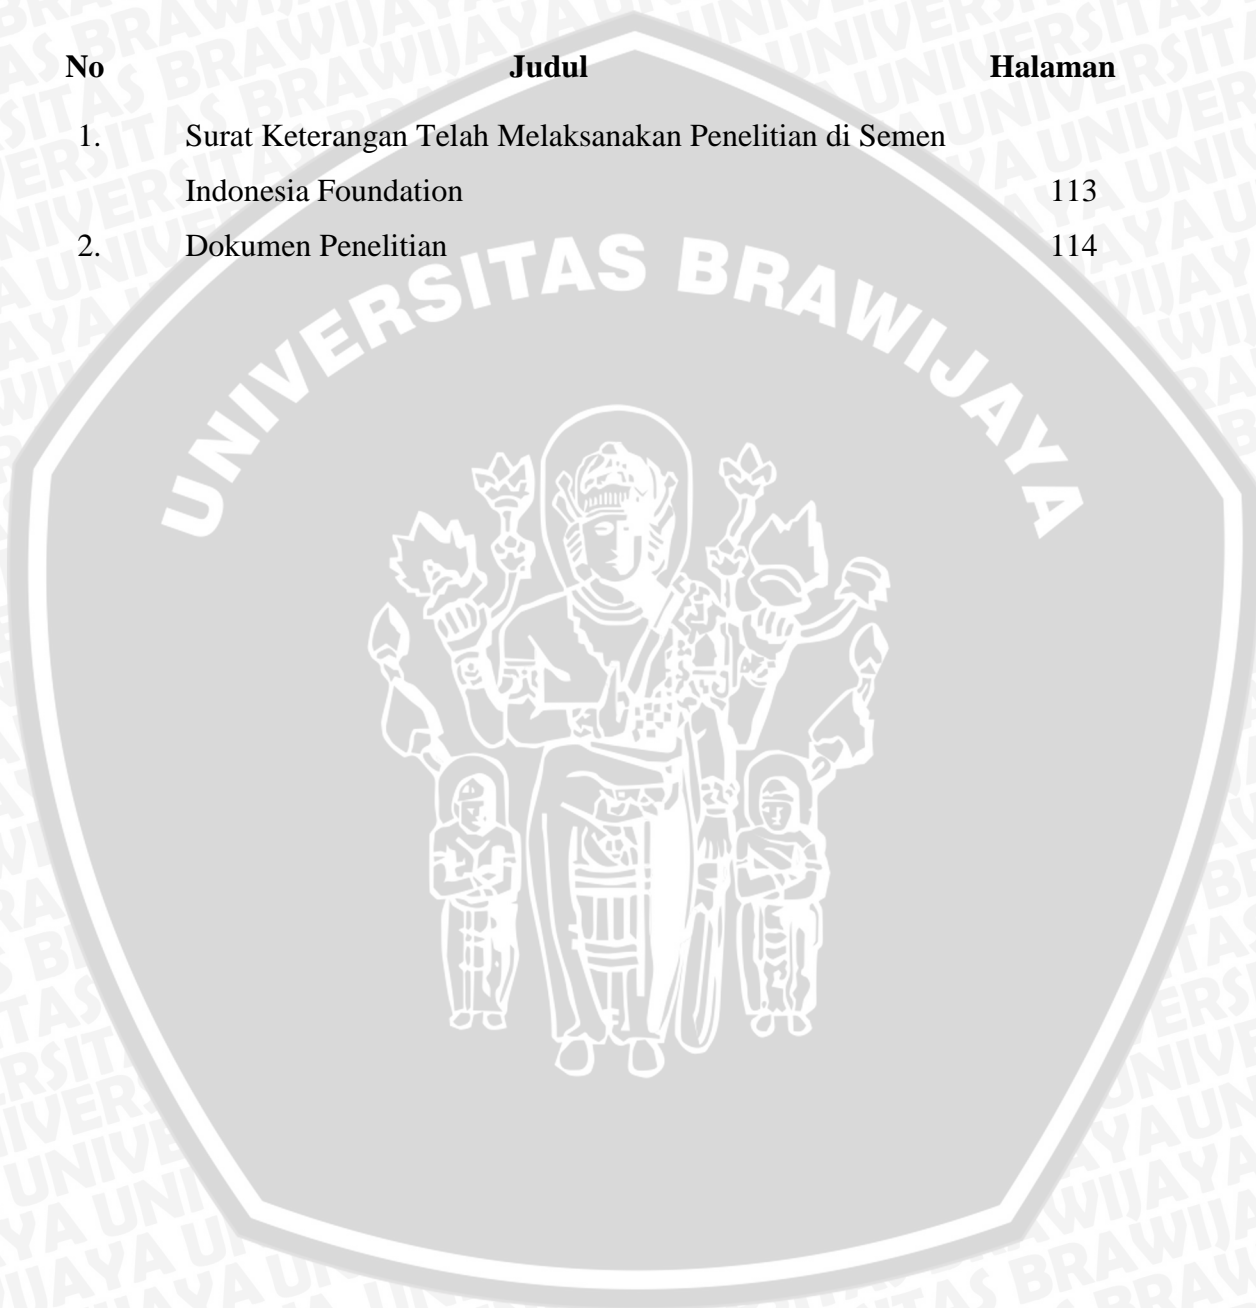 No Judul Halaman
1. Surat Keterangan Telah Melaksanakan Penelitian di Semen
Indonesia Foundation 113
2. Dokumen Penelitian 114
UNIVERSITAS BRAWIJAYA